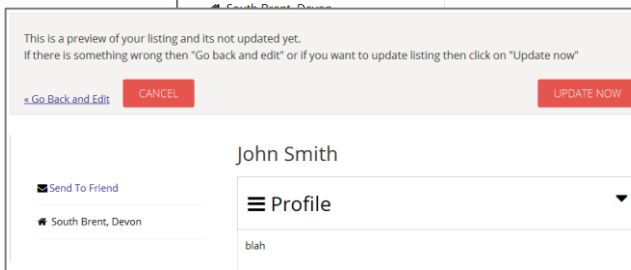 South Brent, Devon
This is a preview of your listing and its not updated yet.
If there is something wrong then "Go back and edit" or if you want to update listing then click on "Update now"
« Go Back and Edit
CANCEL
UPDATE NOW
John Smith
Send To Friend
South Brent, Devon
Profile
blah